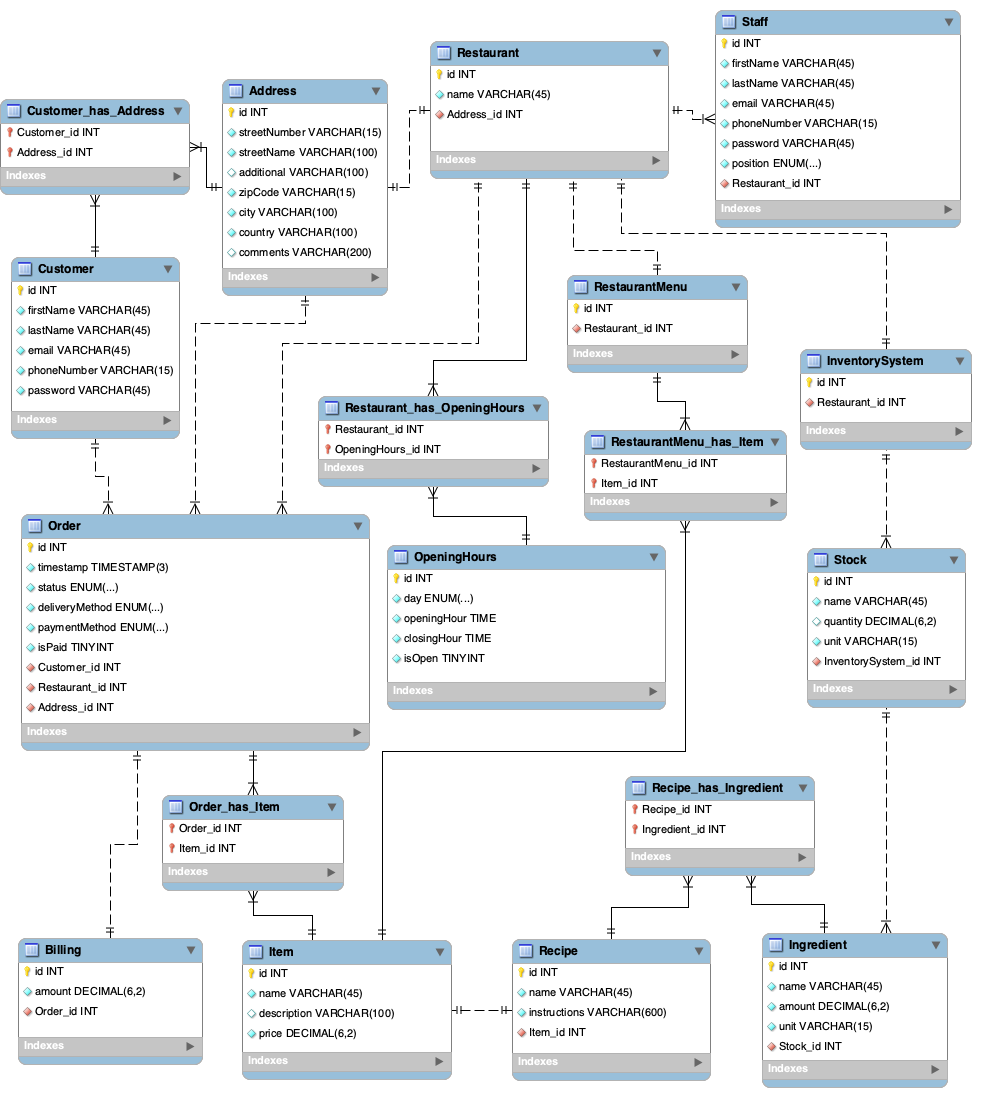 Staff
id INT
firstName VARCHAR(45)
lastName VARCHAR(45)
email VARCHAR(45)
phoneNumber VARCHAR(15)
password VARCHAR(45)
position ENUM(...)
Restaurant_id INT
Indexes
Restaurant
id INT
name VARCHAR(45)
Address_id INT
Indexes
Address
id INT
streetNumber VARCHAR(15)
streetName VARCHAR(100)
additional VARCHAR(100)
zipCode VARCHAR(15)
city VARCHAR(100)
country VARCHAR(100)
comments VARCHAR(200)
Indexes
Customer_has_Address
Customer_id INT
Address_id INT
Indexes
Customer
id INT
firstName VARCHAR(45)
lastName VARCHAR(45)
email VARCHAR(45)
phoneNumber VARCHAR(15)
password VARCHAR(45)
Indexes
RestaurantMenu
id INT
Restaurant_id INT
Indexes
InventorySystem
id INT
Restaurant_id INT
Indexes
Restaurant_has_OpeningHours
Restaurant_id INT
OpeningHours_id INT
Indexes
RestaurantMenu_has_Item
RestaurantMenu_id INT
Item_id INT
Indexes
Order
id INT
timestamp TIMESTAMP(3)
status ENUM(...)
deliveryMethod ENUM(...)
paymentMethod ENUM(...)
isPaid TINYINT
Customer_id INT
Restaurant_id INT
Address_id INT
Indexes
OpeningHours
id INT
day ENUM(...)
openingHour TIME
closingHour TIME
isOpen TINYINT
Indexes
Stock
id INT
name VARCHAR(45)
quantity DECIMAL(6,2)
unit VARCHAR(15)
InventorySystem_id INT
Indexes
Order_has_Item
Order_id INT
Item_id INT
Indexes
Recipe_has_Ingredient
Recipe_id INT
Ingredient_id INT
Indexes
Billing
id INT
amount DECIMAL(6,2)
Order_id INT
Indexes
Item
id INT
name VARCHAR(45)
description VARCHAR(100)
price DECIMAL(6,2)
Indexes
Recipe
id INT
name VARCHAR(45)
instructions VARCHAR(600)
Item_id INT
Indexes
Ingredient
id INT
name VARCHAR(45)
amount DECIMAL(6,2)
unit VARCHAR(15)
Stock_id INT
Indexes